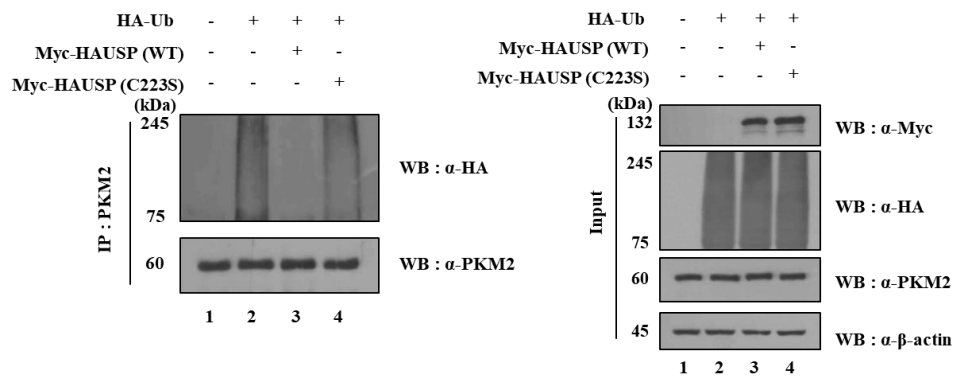 HA-Ub - + + +
Myc-HAUSP (WT) - - + -
Myc-HAUSP (C223S) - - - +
(kDa)
245
WB : α-HA
75
60
WB : α-PKM2
IP : PKM2
1 2 3 4
HA-Ub - + + +
Myc-HAUSP (WT) - - + -
Myc-HAUSP (C223S) - - - +
(kDa)
132
WB : α-Myc
245
WB : α-HA
75
60
WB : α-PKM2
45
WB : α-β-actin
Input
1 2 3 4